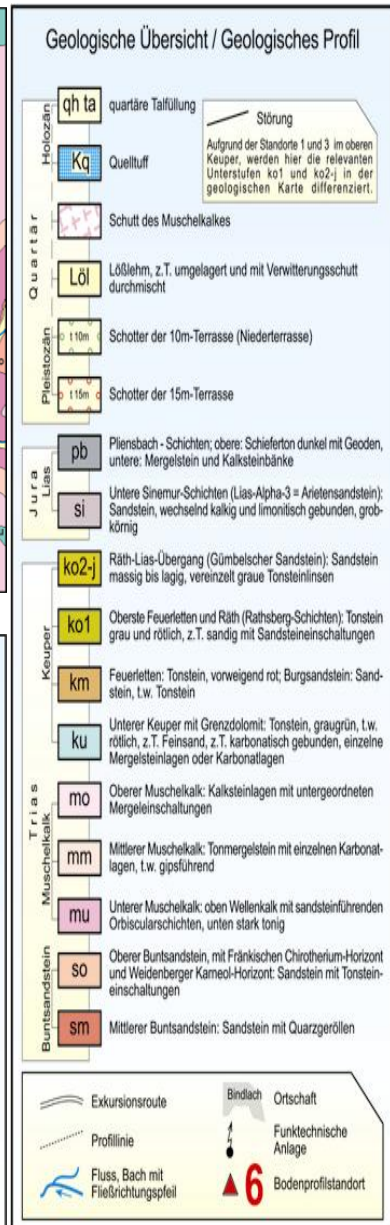 Geologische Übersicht / Geologisches Profil
Holozän
Quartär
Pleistozän
qh ta
quartäre Talfüllung
Störung
Aufgrund der Standorte 1 und 3 im oberen
Keuper, werden hier die relevanten
Unterstufen ko1 und ko2-j in der
geologischen Karte differenziert.
Kq
Quelltuff
Schutt des Muschelkalkes
Löl
Lößlehm, z.T. umgelagert und mit Verwitterungsschutt
durchmischt
t 10m
Schotter der 10m-Terrasse (Niederterrasse)
t 15m
Schotter der 15m-Terrasse
Jura
Lias
pb
Pliensbach - Schichten; obere: Schieferton dunkel mit Geoden,
untere: Mergelstein und Kalksteinbänke
si
Untere Sinemur-Schichten (Lias-Alpha-3 = Arietensandstein):
Sandstein, wechselnd kalkig und limonitisch gebunden, grob-
körnig
Trias
Keuper
ko2-j
Räth-Lias-Übergang (Gümbelscher Sandstein): Sandstein
massig bis lagig, vereinzelt graue Tonsteinlinsen
ko1
Oberste Feuerletten und Räth (Rathsberg-Schichten): Tonstein
grau und rötlich, z.T. sandig mit Sandsteineinschaltungen
km
Feuerletten: Tonstein, vorweigend rot; Burgsandstein: Sand-
stein, t.w. Tonstein
ku
Unterer Keuper mit Grenzdolomit: Tonstein, graugrün, t.w.
rötlich, z.T. Feinsand, z.T. karbonatisch gebunden, einzelne
Mergelsteinlagen oder Karbonatlagen
Muschelkalk
mo
Oberer Muschelkalk: Kalksteinlagen mit untergeordneten
Mergeleinschaltungen
mm
Mittlerer Muschelkalk: Tonmergelstein mit einzelnen Karbonat-
lagen, t.w. gipsführend
mu
Unterer Muschelkalk: oben Wellenkalk mit sandsteinführenden
Orbiscularschichten, unten stark tonig
Buntsandstein
so
Oberer Buntsandstein, mit Fränkischen Chirotherium-Horizont
und Weidenberger Karneol-Horizont: Sandstein mit Tonstein-
einschaltungen
sm
Mittlerer Buntsandstein: Sandstein mit Quarzgeröllen
Exkursionsroute
Profillinie
Fluss, Bach mit
Fließrichtungspfeil
Bindlach
Ortschaft
Funktechnische
Anlage
6
Bodenprofilstandort